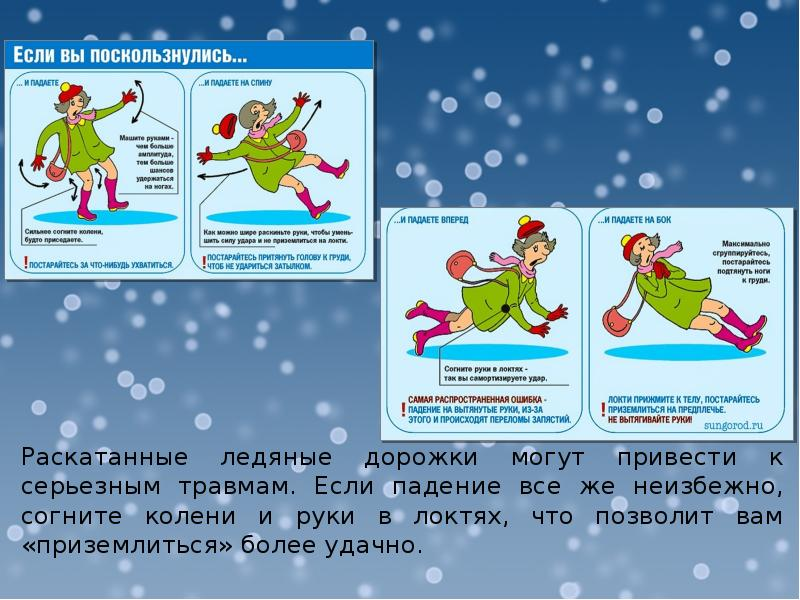 Если вы поскользнулись...
... И ПАДАЕТЕ
Машите руками -
чем больше
амплитуда,
тем больше
шансов
удержаться
на ногах.
Сильнее согните колени,
будто приседаете.
! ПОСТАРАЙТЕСЬ ЗА ЧТО-НИБУДЬ УХВАТИТЬСЯ.
...И ПАДАЕТЕ НА СПИНУ
Как можно шире раскиньте руки, чтобы умень-
шить силу удара и не приземлиться на локти.
! ПОСТАРАЙТЕСЬ ПРИТЯНУТЬ ГОЛОВУ К ГРУДИ,
ЧТОБ НЕ УДАРИТЬСЯ ЗАТЫЛКОМ.
...И ПАДАЕТЕ ВПЕРЕД
Согните руки в локтях -
так вы самортизируете удар.
! САМАЯ РАСПРОСТРАНЕННАЯ ОШИБКА -
ПАДЕНИЕ НА ВЫТЯНУТЫЕ РУКИ, ИЗ-ЗА
ЭТОГО И ПРОИСХОДЯТ ПЕРЕЛОМЫ ЗАПЯСТИЙ.
...И ПАДАЕТЕ НА БОК
Максимально
сгруппируйтесь,
постарайтесь
подтянуть ноги
к груди.
! ЛОКТИ ПРИЖМИТЕ К ТЕЛУ, ПОСТАРАЙТЕСЬ
ПРИЗЕМЛИТЬСЯ НА ПРЕДПЛЕЧЬЕ.
НЕ ВЫТЯГИВАЙТЕ РУКИ!
sungorod.ru
Раскатанные ледяные дорожки могут привести к
серьезным травмам. Если падение все же неизбежно,
согните колени и руки в локтях, что позволит вам
«приземлиться» более удачно.